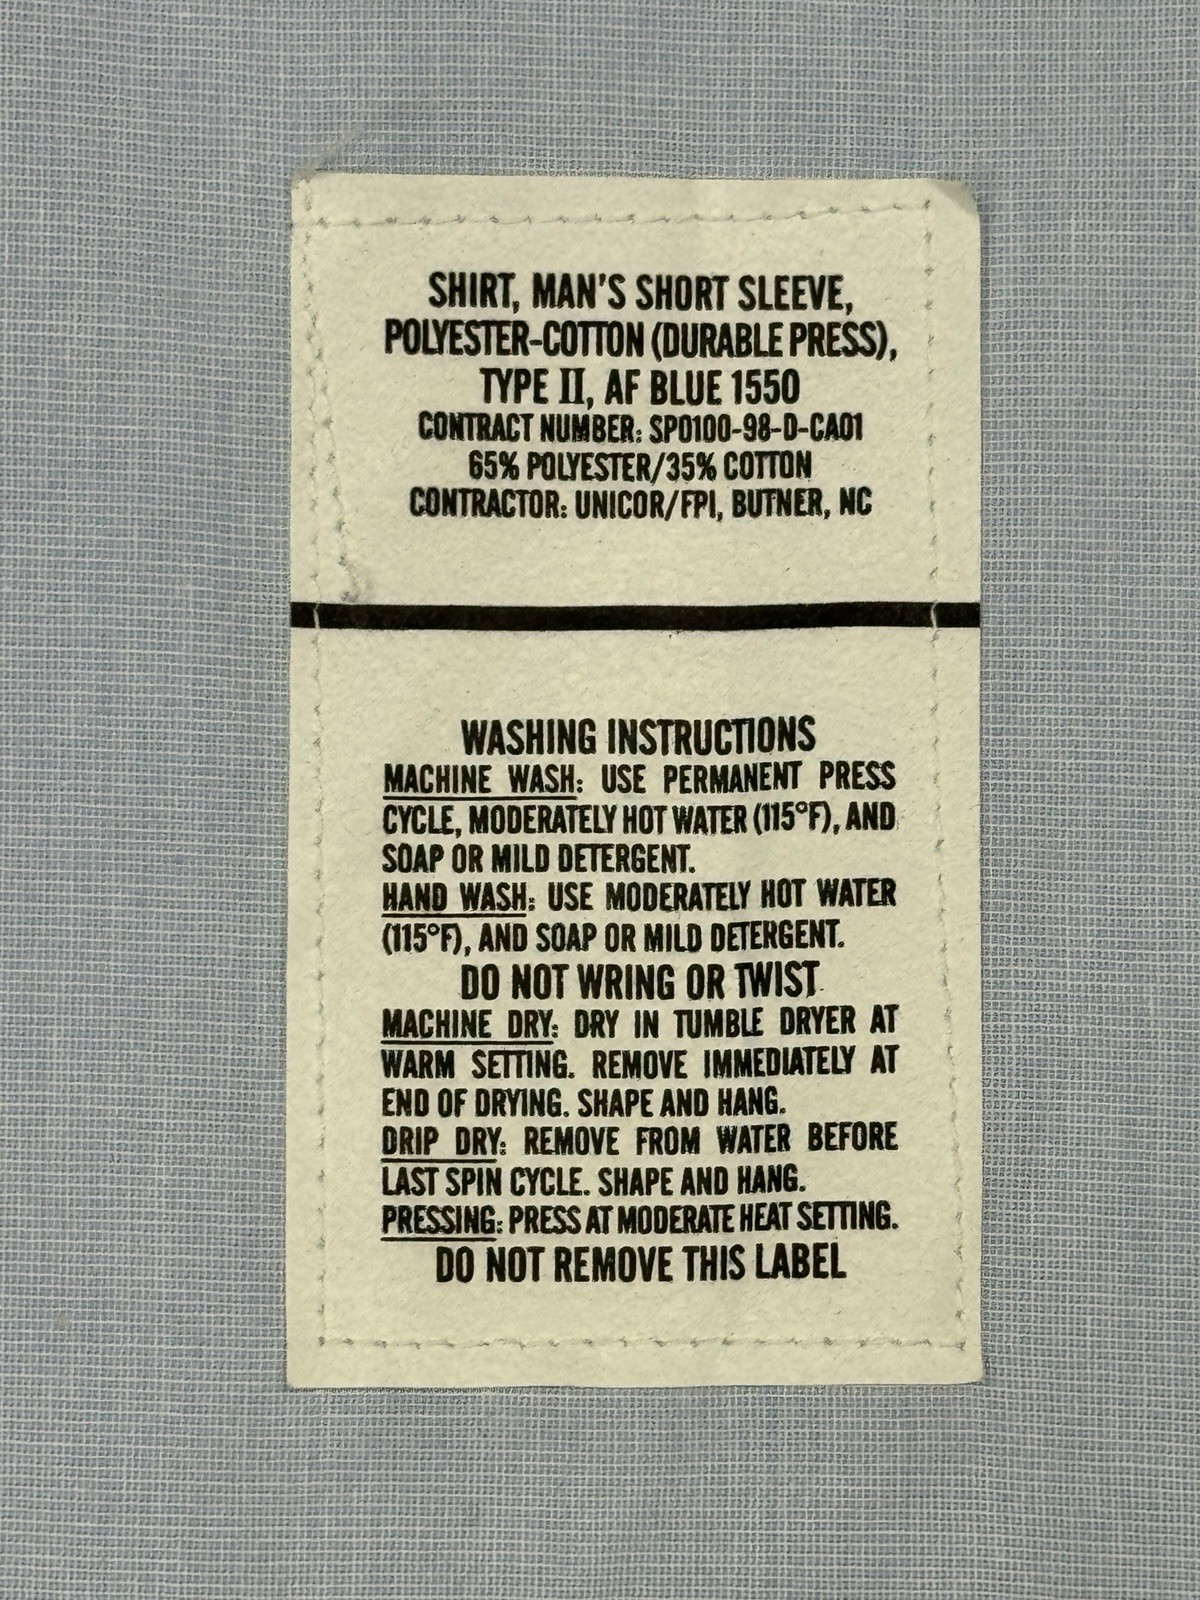 SHIRT, MAN'S SHORT SLEEVE,
POLYESTER-COTTON (DURABLE PRESS),
TYPE II, AF BLUE 1550
CONTRACT NUMBER: SP0100-98-D-CA01
65% POLYESTER/35% COTTON
CONTRACTOR: UNICOR/FPI, BUTNER, NC
WASHING INSTRUCTIONS
MACHINE WASH: USE PERMANENT PRESS
CYCLE, MODERATELY HOT WATER (115°F), AND
SOAP OR MILD DETERGENT.
HAND WASH: USE MODERATELY HOT WATER
(115°F), AND SOAP OR MILD DETERGENT.
DO NOT WRING OR TWIST
MACHINE DRY: DRY IN TUMBLE DRYER AT
WARM SETTING. REMOVE IMMEDIATELY AT
END OF DRYING. SHAPE AND HANG.
DRIP DRY: REMOVE FROM WATER BEFORE
LAST SPIN CYCLE. SHAPE AND HANG.
PRESSING: PRESS AT MODERATE HEAT SETTING.
DO NOT REMOVE THIS LABEL